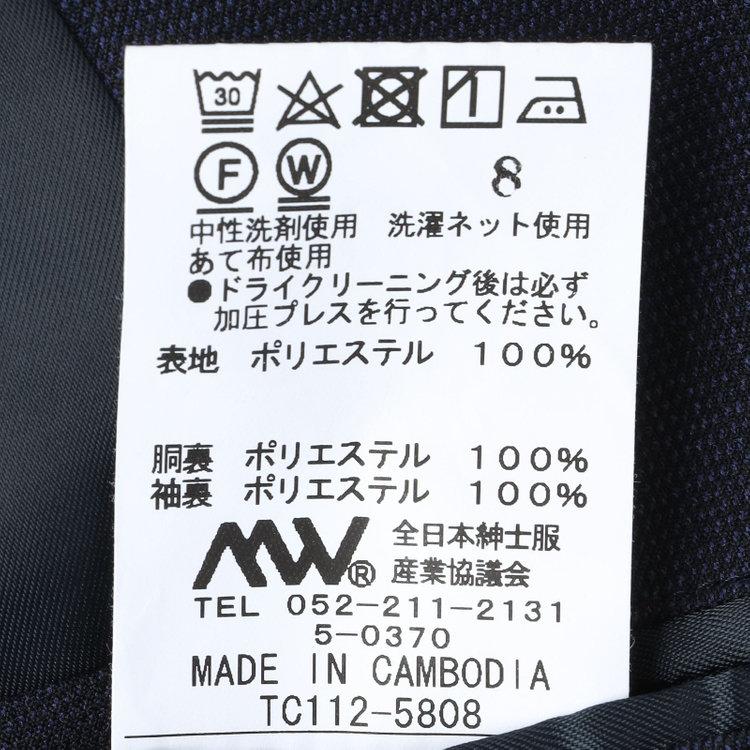 30
F W 8
中性洗剤使用 洗濯ネット使用
あて布使用
●ドライクリーニング後は必ず
加圧プレスを行ってください。
表地 ポリエステル 100%
胴裏 ポリエステル 100%
袖裏 ポリエステル 100%
MW® 全日本紳士服
産業協議会
TEL 052-211-2131
5-0370
MADE IN CAMBODIA
TC112-5808